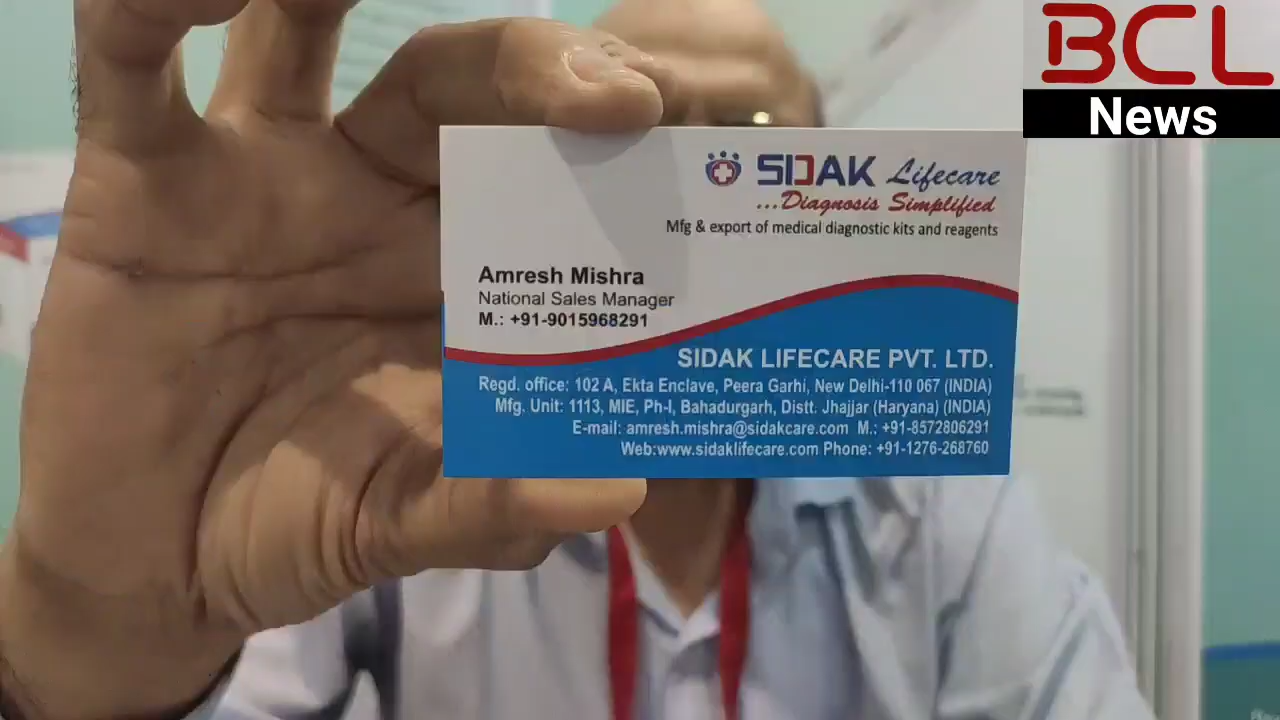 BCL
News
SIDAK Lifecare
...Diagnosis Simplified
Mfg & export of medical diagnostic kits and reagents
Amresh Mishra
National Sales Manager
M.: +91-9015968291
SIDAK LIFECARE PVT. LTD.
Regd. office: 102 A, Ekta Enclave, Peera Garhi, New Delhi-110 067 (INDIA)
Mfg. Unit: 1113, MIE, Ph-I, Bahadurgarh, Distt. Jhajjar (Haryana) (INDIA)
E-mail: amresh.mishra@sidakcare.com M.: +91-8572806291
Web:www.sidaklifecare.com Phone: +91-1276-268760